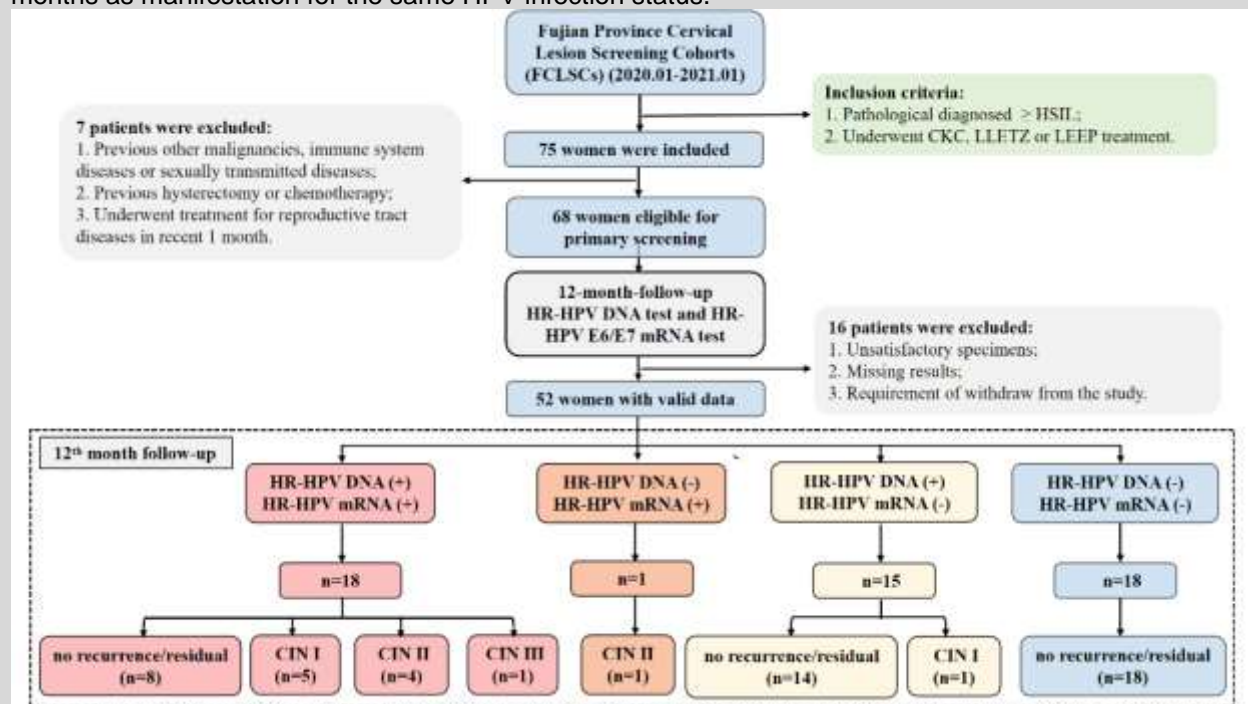 months as manifestation for the same HPV infection status.
Fujian Province Cervical
Lesion Screening Cohorts
(FCLSCs) (2020.01-2021.01)
Inclusion criteria:
1. Pathological diagnosed > HSIL;
2. Underwent CKC, LLETZ or LEEP treatment.
7 patients were excluded:
1. Previous other malignancies, immune system
diseases or sexually transmitted diseases;
2. Previous hysterectomy or chemotherapy;
3. Underwent treatment for reproductive tract
diseases in recent 1 month.
75 women were included
68 women eligible for
primary screening
12-month-follow-up
HR-HPV DNA test and HR-
HPV E6/E7 mRNA test
16 patients were excluded:
1. Unsatisfactory specimens;
2. Missing results;
3. Requirement of withdraw from the study.
52 women with valid data
12th month follow-up
HR-HPV DNA (+)
HR-HPV mRNA (+)
HR-HPV DNA (-)
HR-HPV mRNA (+)
HR-HPV DNA (+)
HR-HPV mRNA (-)
HR-HPV DNA (-)
HR-HPV mRNA (-)
n=18
n=1
n=15
n=18
no recurrence/residual
(n=8)
CIN I
(n=5)
CIN II
(n=4)
CIN III
(n=1)
CIN II
(n=1)
no recurrence/residual
(n=14)
CIN I
(n=1)
no recurrence/residual
(n=18)